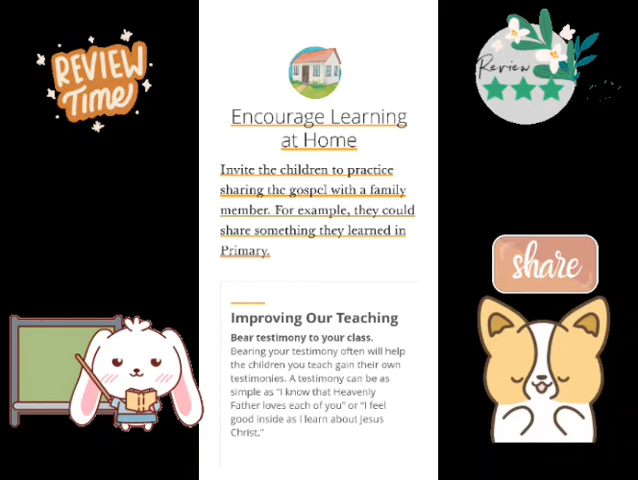 REVIEW
Time
Review
Encourage Learning
at Home
Invite the children to practice
sharing the gospel with a family
member. For example, they could
share something they learned in
Primary.
share
Improving Our Teaching
Bear testimony to your class.
Bearing your testimony often will help
the children you teach gain their own
testimonies. A testimony can be as
simple as "I know that Heavenly
Father loves each of you" or "I feel
good inside as I learn about Jesus
Christ."